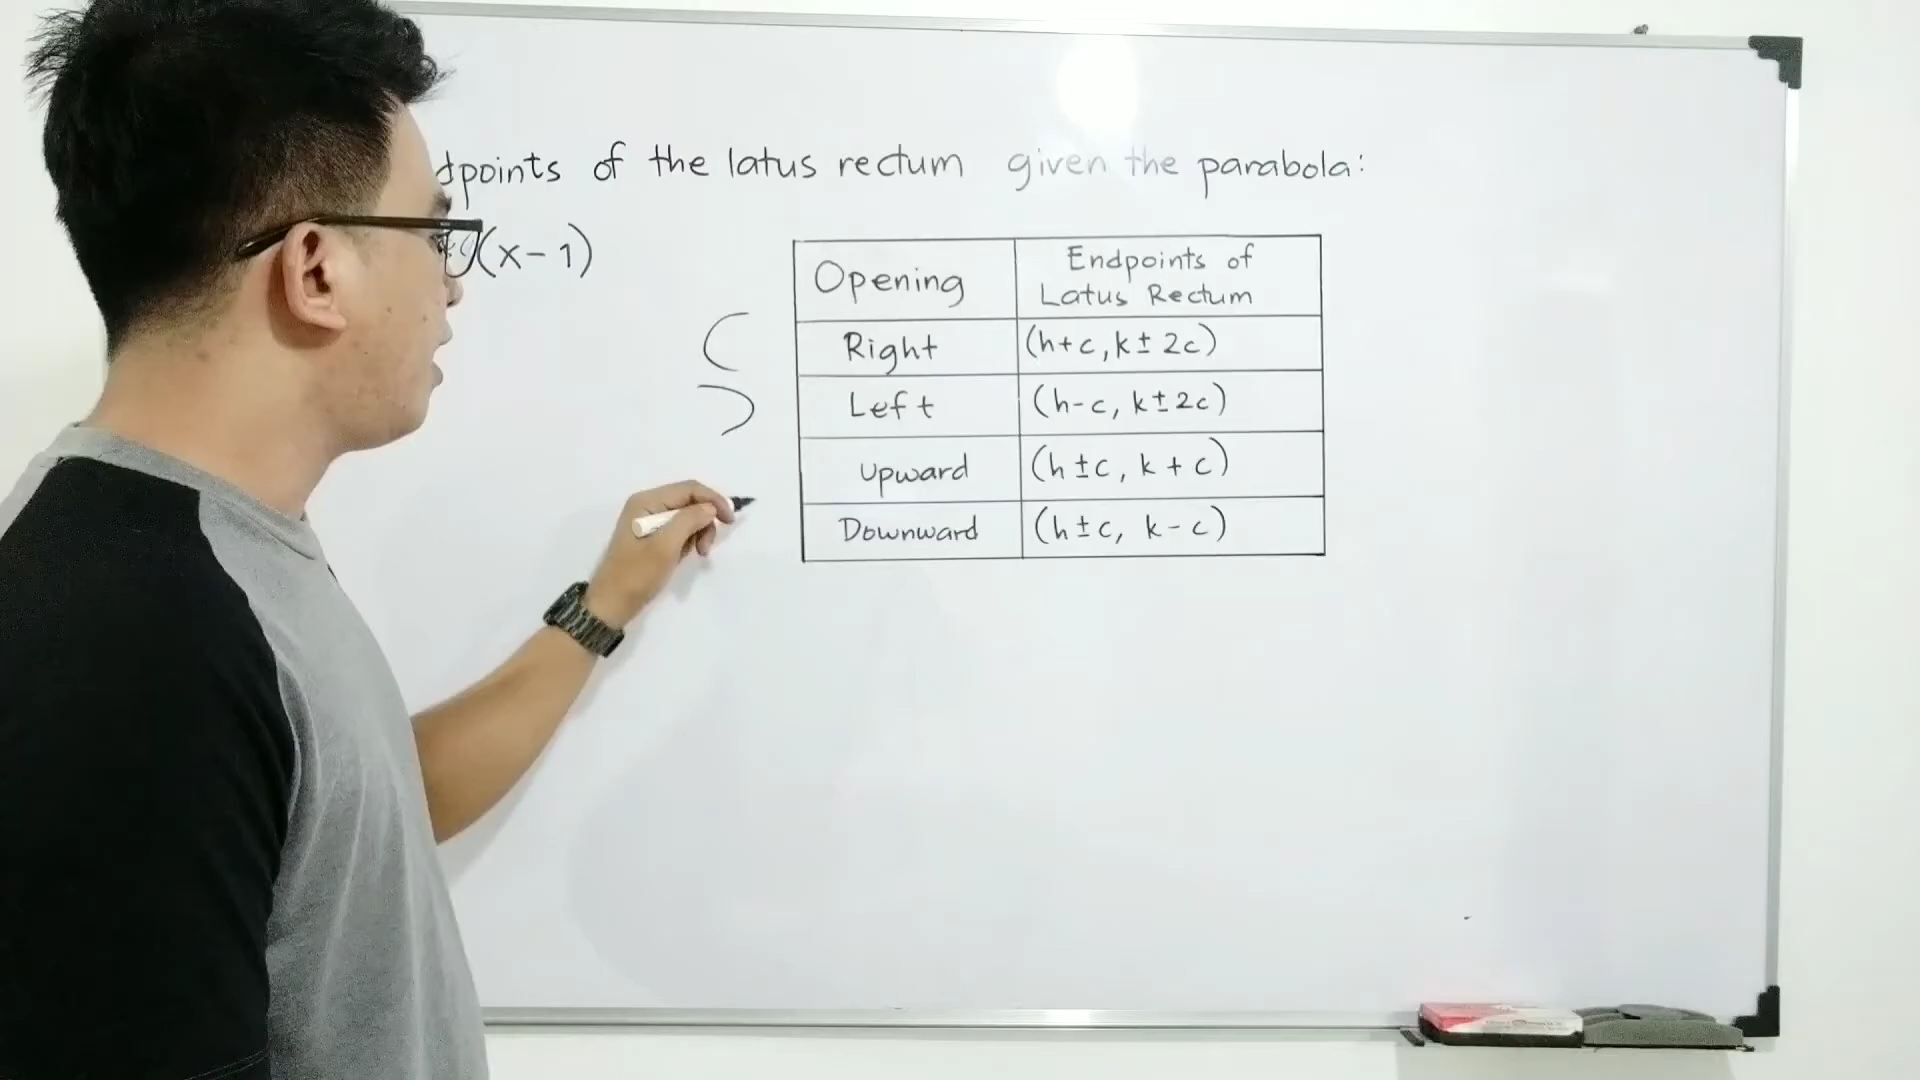 of the latus rectum given the parabola:
(x-1)
Opening
Endpoints of
Latus Rectum
Right
(h+c, k± 2c)
Left
(h-c, k±2c)
Upward
(h ±c, k + c)
Downward
(h±c, k - c)